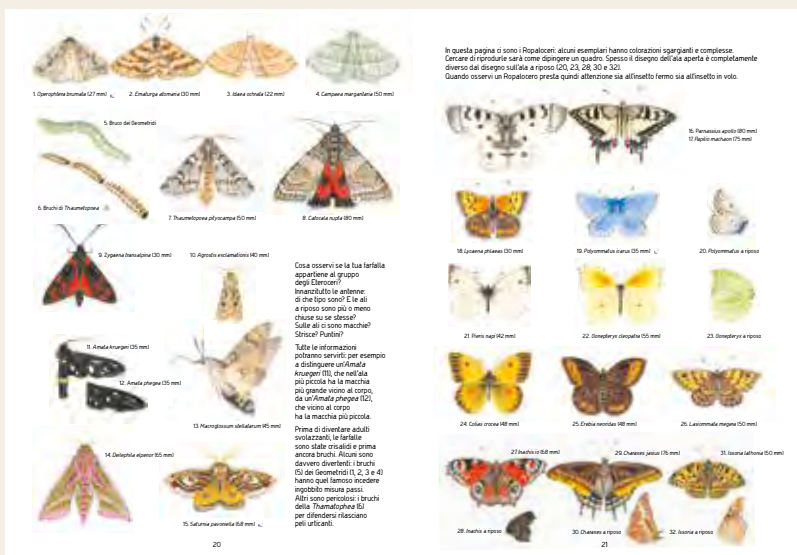 1. Operophtera brumata (27 mm)
2. Ematurga atomaria (30 mm)
3. Idaea ochrata (22 mm)
4. Campaea margaritaria (50 mm)
5. Bruco dei Geometridi
6. Bruchi di Thaumetopoea
7. Thaumetopoea pityocampa (50 mm)
8. Catocala nupta (80 mm)
9. Zygaena transalpina (30 mm)
10. Agrostis exclamationis (40 mm)
11. Amata kruegeri (35 mm)
12. Amata phegea (35 mm)
13. Macroglossum stellatarum (45 mm)
14. Deilephila elpenor (65 mm)
15. Saturnia pavoniella (68 mm)
Cosa osservi se la tua farfalla
appartiene al gruppo
degli Eteroceri?
Innanzitutto le antenne:
di che tipo sono? E le ali
a riposo sono più o meno
chiuse su se stesse?
Sulle ali ci sono macchie?
Strisce? Puntini?
Tutte le informazioni
potranno servirti: per esempio
a distinguere un'Amata
kruegeri (11), che nell'ala
più piccola ha la macchia
più grande vicino al corpo,
da un'Amata phegea (12),
che vicino al corpo
ha la macchia più piccola.
Prima di diventare adulti
svolazzanti, le farfalle
sono state crisalidi e prima
ancora bruchi. Alcuni sono
davvero divertenti: i bruchi
(5) dei Geometridi (1, 2, 3 e 4)
hanno quel famoso incedere
ingobbito misura passi.
Altri sono pericolosi: i bruchi
della Thamatophea (6)
per difendersi rilasciano
peli urticanti.
20
In questa pagina ci sono i Ropaloceri: alcuni esemplari hanno colorazioni sgargianti e complesse.
Cercare di riprodurle sarà come dipingere un quadro. Spesso il disegno dell'ala aperta è completamente
diverso dal disegno sull'ala a riposo (20, 23, 28, 30 e 32).
Quando osservi un Ropalocero presta quindi attenzione sia all'insetto fermo sia all'insetto in volo.
16. Parnassius apollo (80 mm)
17. Papilio machaon (75 mm)
18. Lycaena phlaeas (30 mm)
19. Polyommatus icarus (35 mm)
20. Polyommatus a riposo
21. Pieris napi (42 mm)
22. Gonepteryx cleopatra (55 mm)
23. Gonepteryx a riposo
24. Colias crocea (48 mm)
25. Erebia neoridas (48 mm)
26. Lasiommata megera (50 mm)
27. Inachis io (68 mm)
28. Inachis a riposo
29. Charaxes jasius (76 mm)
30. Charaxes a riposo
31. Issoria lathonia (50 mm)
32. Issoria a riposo
21